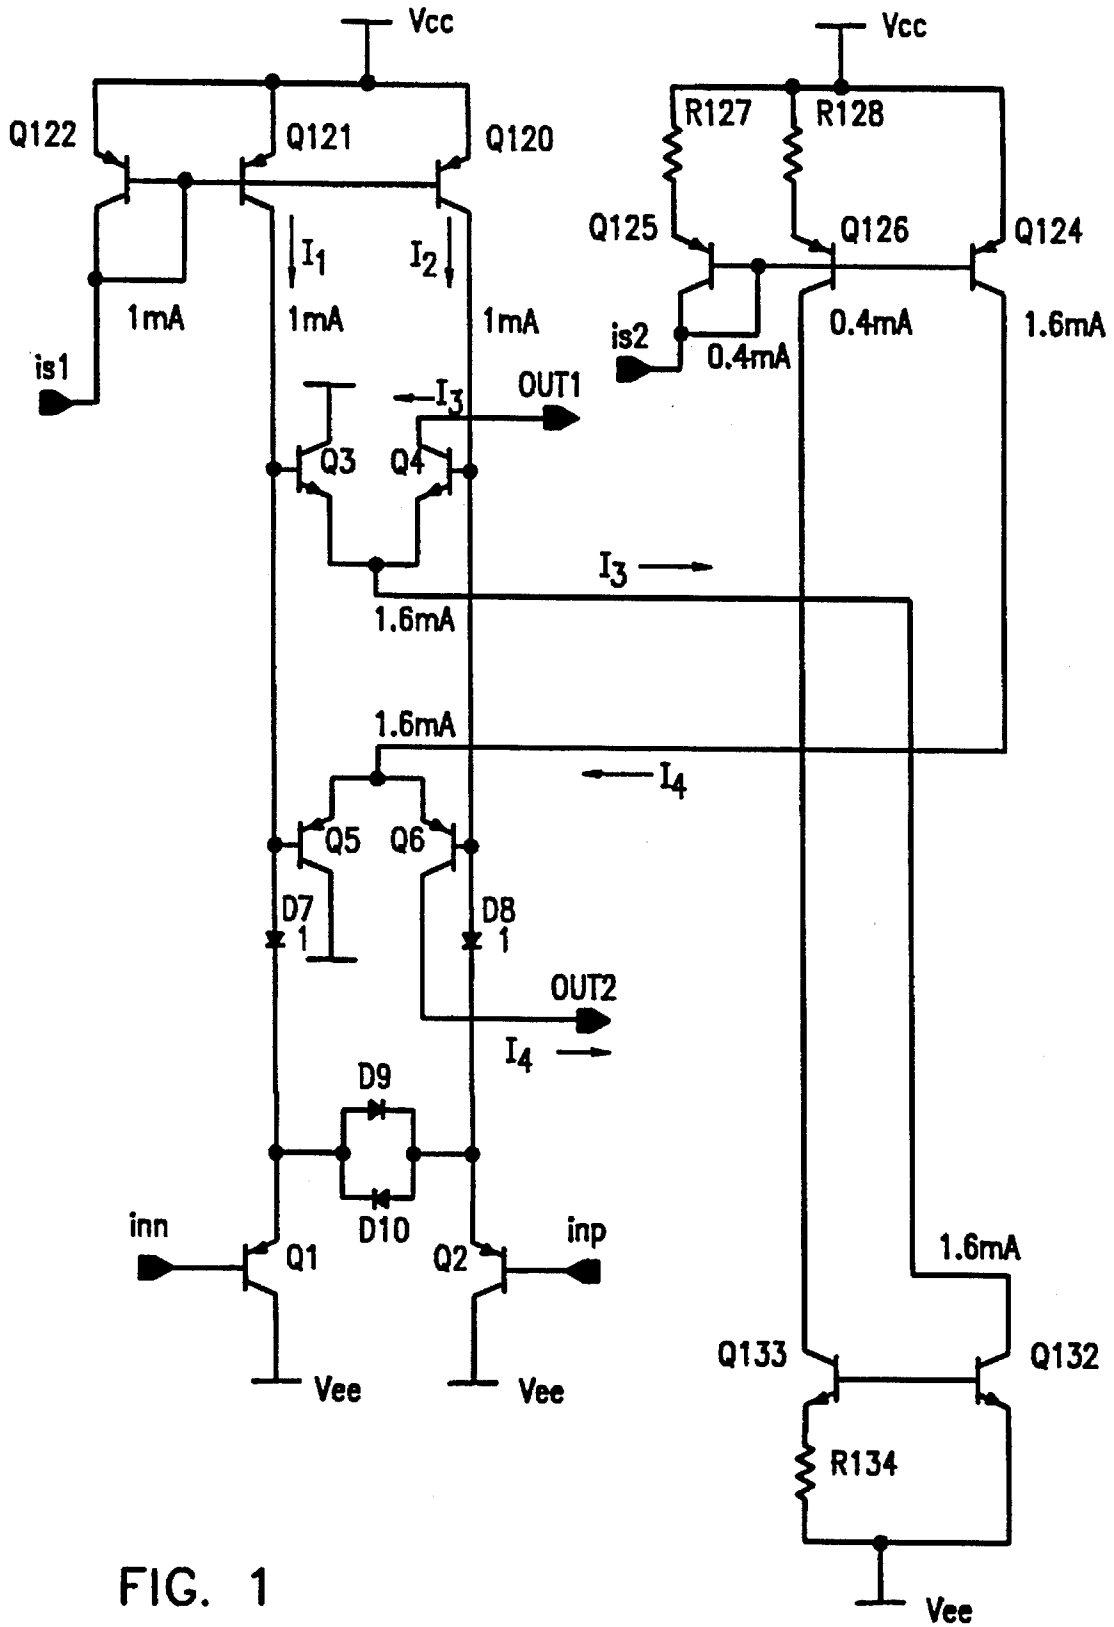 Vcc
Vcc
Q122
Q121
Q120
R127
R128
Q125
Q126
Q124
I1
I2
1mA
1mA
1mA
0.4mA
1.6mA
is1
is2
0.4mA
I3
OUT1
Q3
Q4
I3
1.6mA
1.6mA
I4
Q5
Q6
D7
1
D8
1
OUT2
I4
D9
D10
inn
Q1
Q2
inp
1.6mA
Q133
Q132
Vee
Vee
R134
FIG. 1
Vee